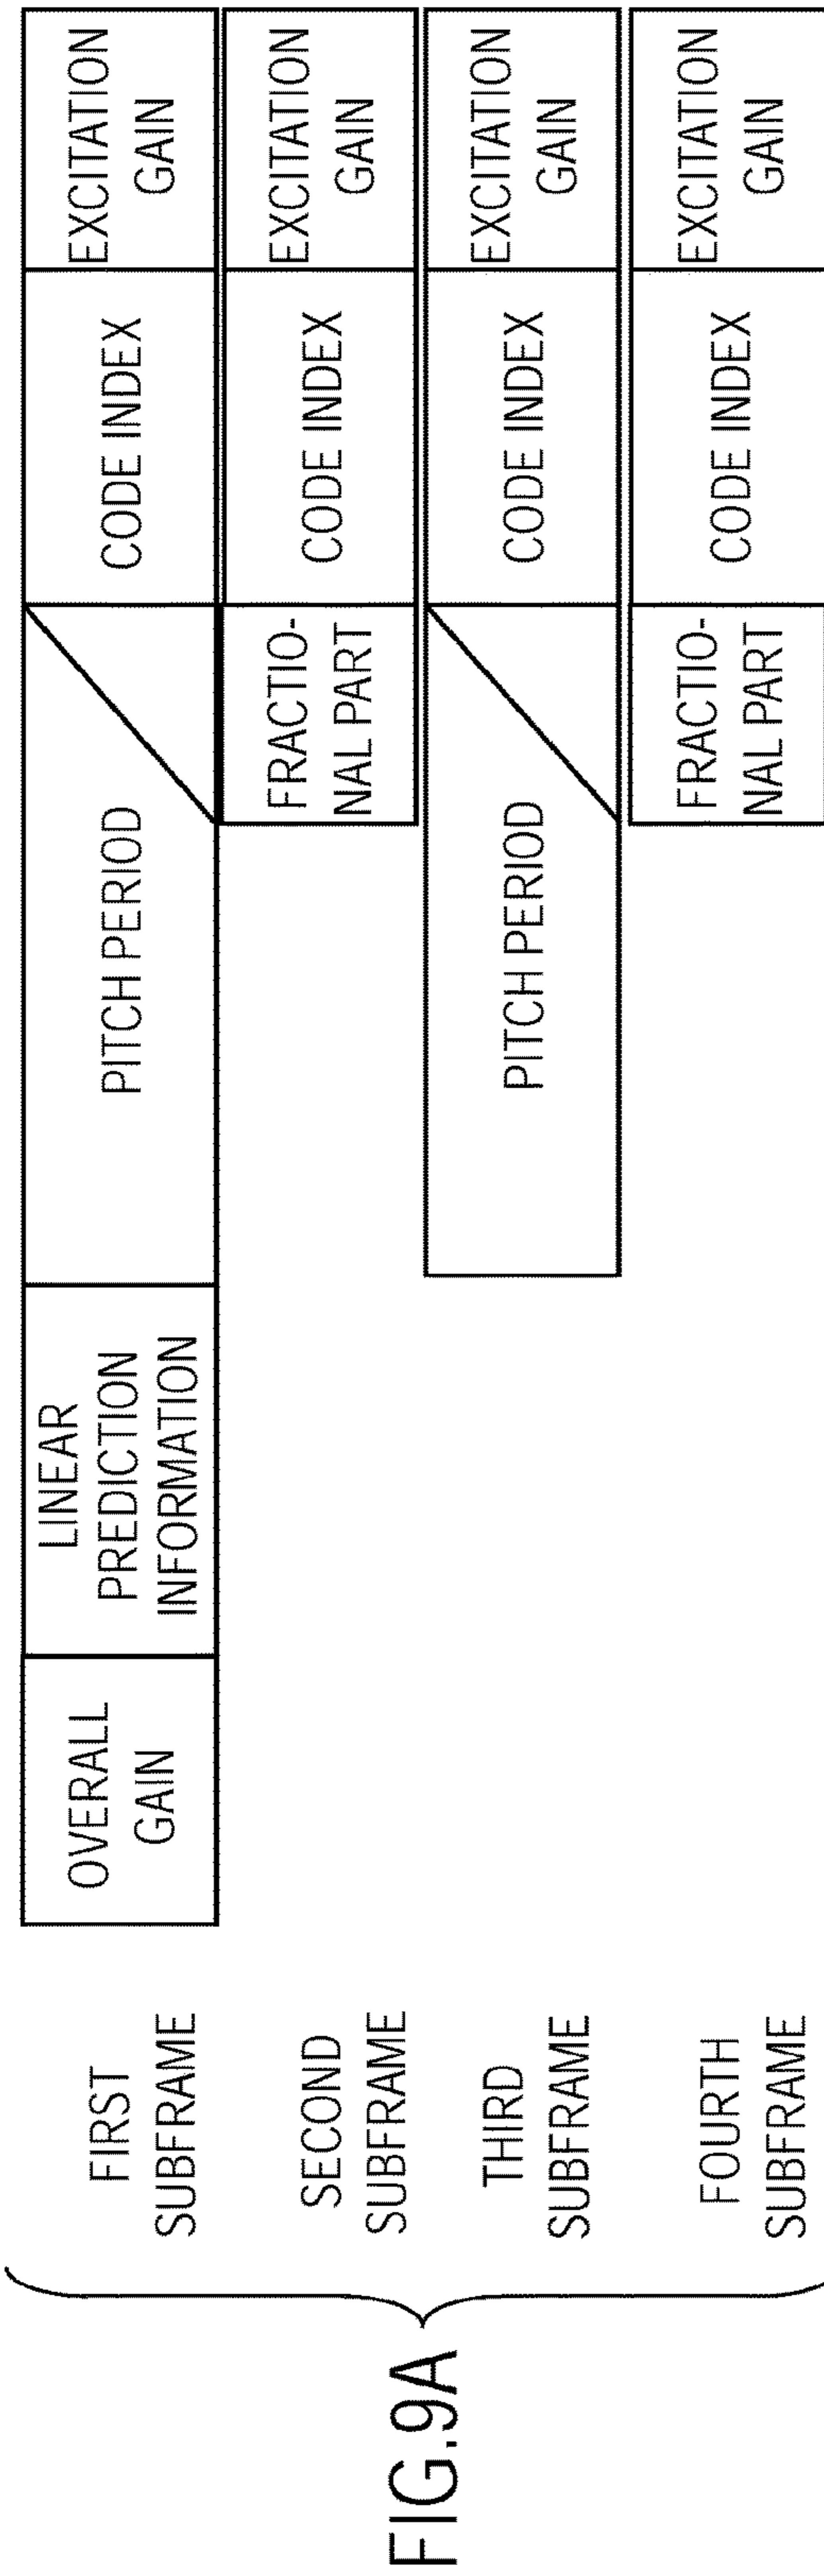 FIG.9A
FIRST
SUBFRAME
OVERALL
GAIN
LINEAR
PREDICTION
INFORMATION
PITCH PERIOD
CODE INDEX
EXCITATION
GAIN
SECOND
SUBFRAME
FRACTIO-
NAL PART
CODE INDEX
EXCITATION
GAIN
THIRD
SUBFRAME
PITCH PERIOD
CODE INDEX
EXCITATION
GAIN
FOURTH
SUBFRAME
FRACTIO-
NAL PART
CODE INDEX
EXCITATION
GAIN